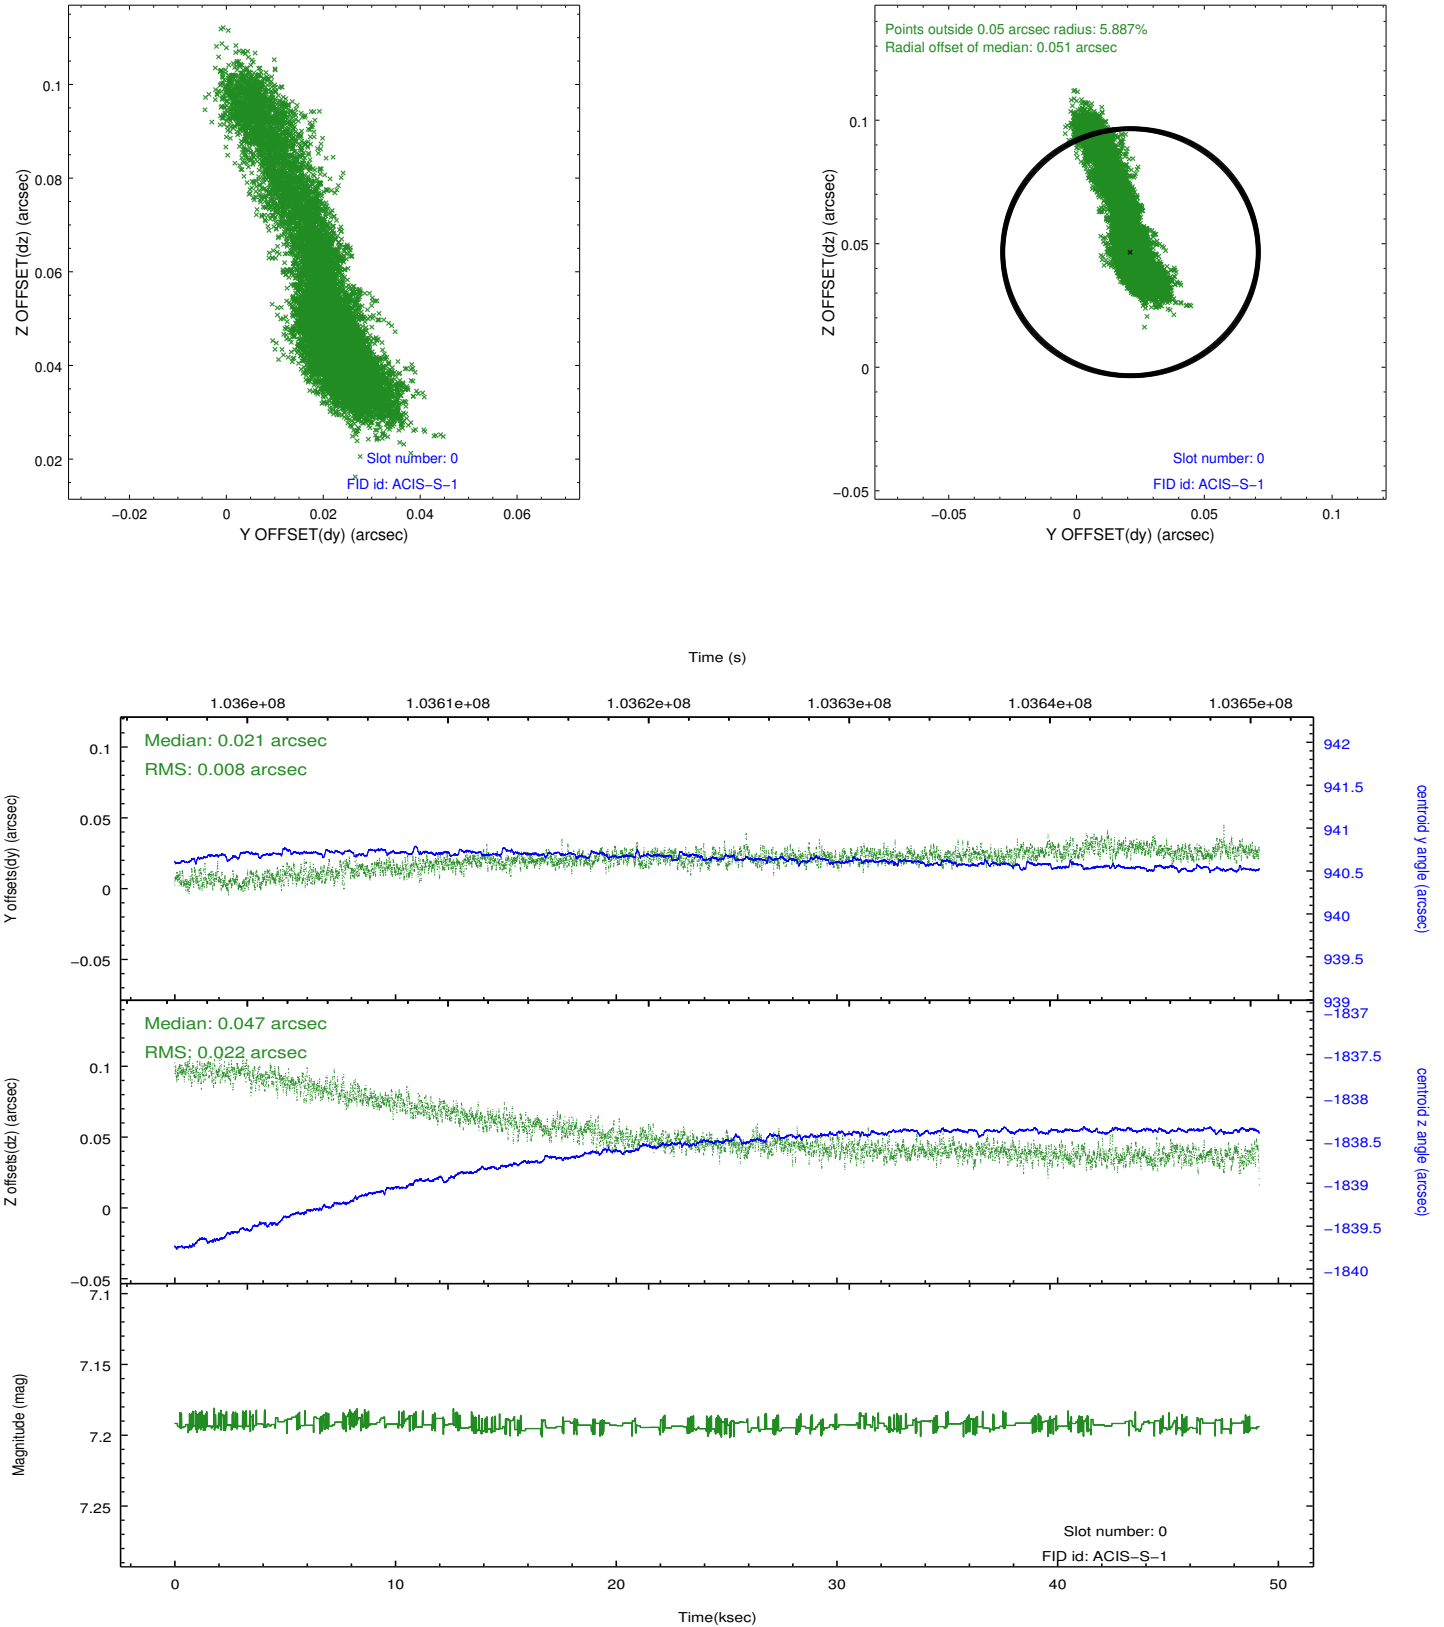 0.1
0.08
0.06
0.04
0.02
Z OFFSET(dz) (arcsec)
Slot number: 0
FID id: ACIS−S−1
−0.02 0 0.02 0.04 0.06
Y OFFSET(dy) (arcsec)
Points outside 0.05 arcsec radius: 5.887%
Radial offset of median: 0.051 arcsec
0.1
0.05
0
−0.05
Z OFFSET(dz) (arcsec)
Slot number: 0
FID id: ACIS−S−1
−0.05 0 0.05 0.1
Y OFFSET(dy) (arcsec)
Time (s)
1.036e+08 1.0361e+08 1.0362e+08 1.0363e+08 1.0364e+08 1.0365e+08
Median: 0.021 arcsec
RMS: 0.008 arcsec
0.1
0.05
0
−0.05
Y offsets(dy) (arcsec)
942
941.5
941
940.5
940
939.5
939
centroid y angle (arcsec)
Median: 0.047 arcsec
RMS: 0.022 arcsec
0.1
0.05
0
−0.05
Z offsets(dz) (arcsec)
−1837
−1837.5
−1838
−1838.5
−1839
−1839.5
−1840
centroid z angle (arcsec)
7.1
7.15
7.2
7.25
Magnitude (mag)
Slot number: 0
FID id: ACIS−S−1
0 10 20 30 40 50
Time(ksec)